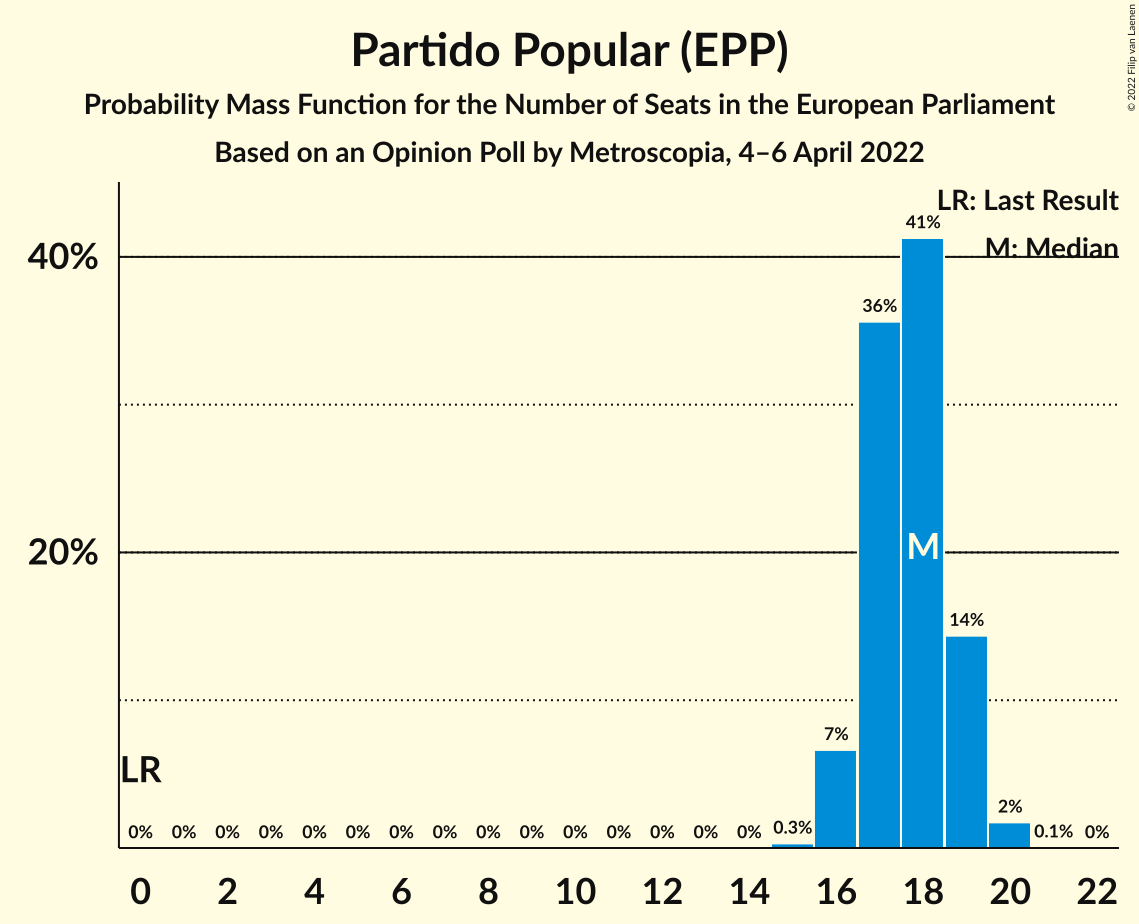 Partido Popular (EPP)
Probability Mass Function for the Number of Seats in the European Parliament
Based on an Opinion Poll by Metroscopia, 4–6 April 2022
© 2022 Filip van Laenen
LR: Last Result
M: Median
40%
20%
41%
36%
M
14%
7%
LR
2%
0% 0% 0% 0% 0% 0% 0% 0% 0% 0% 0% 0% 0% 0% 0% 0.3% 0.1% 0%
0 2 4 6 8 10 12 14 16 18 20 22